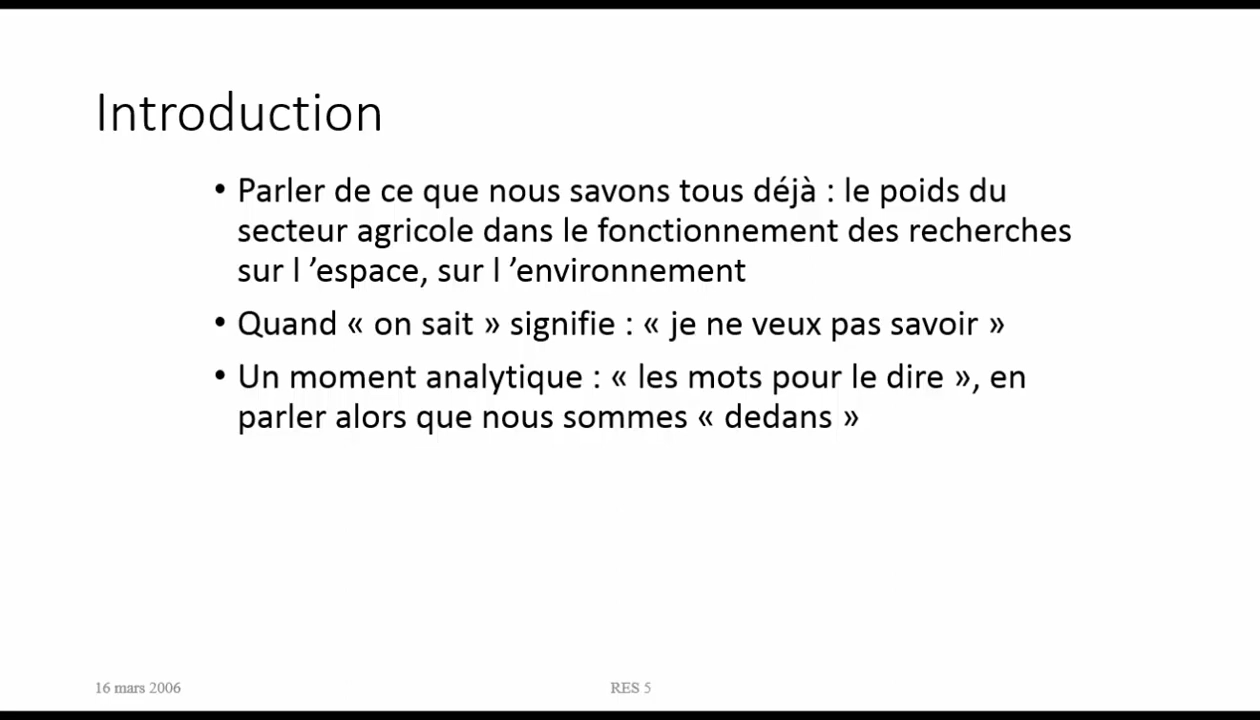 Introduction
• Parler de ce que nous savons tous déjà : le poids du
secteur agricole dans le fonctionnement des recherches
sur l ’espace, sur l ’environnement
• Quand « on sait » signifie : « je ne veux pas savoir »
• Un moment analytique : « les mots pour le dire », en
parler alors que nous sommes « dedans »
16 mars 2006
RES 5